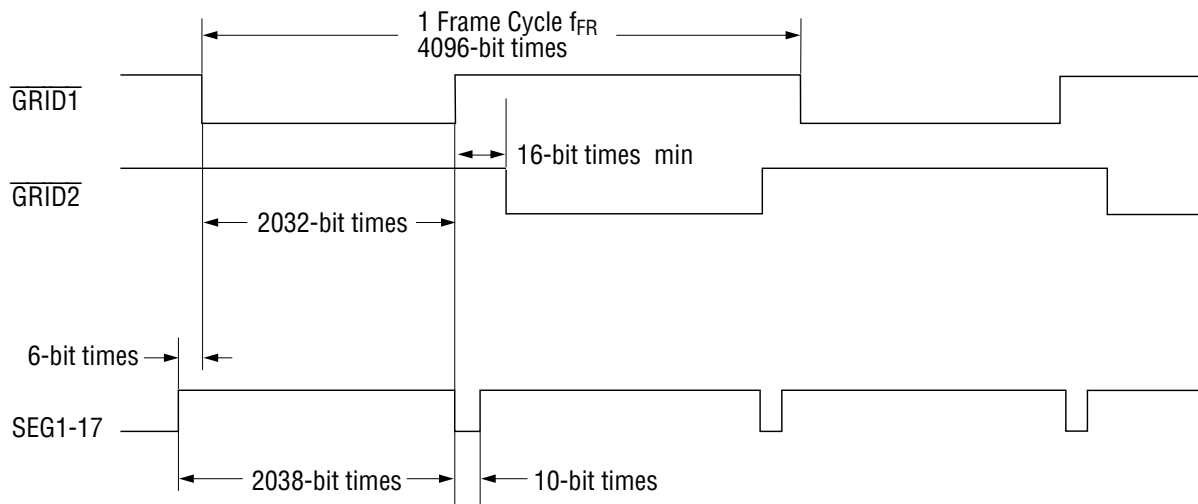 1 Frame Cycle fFR
4096-bit times
GRID1
16-bit times min
GRID2
2032-bit times
6-bit times
SEG1-17
2038-bit times
10-bit times